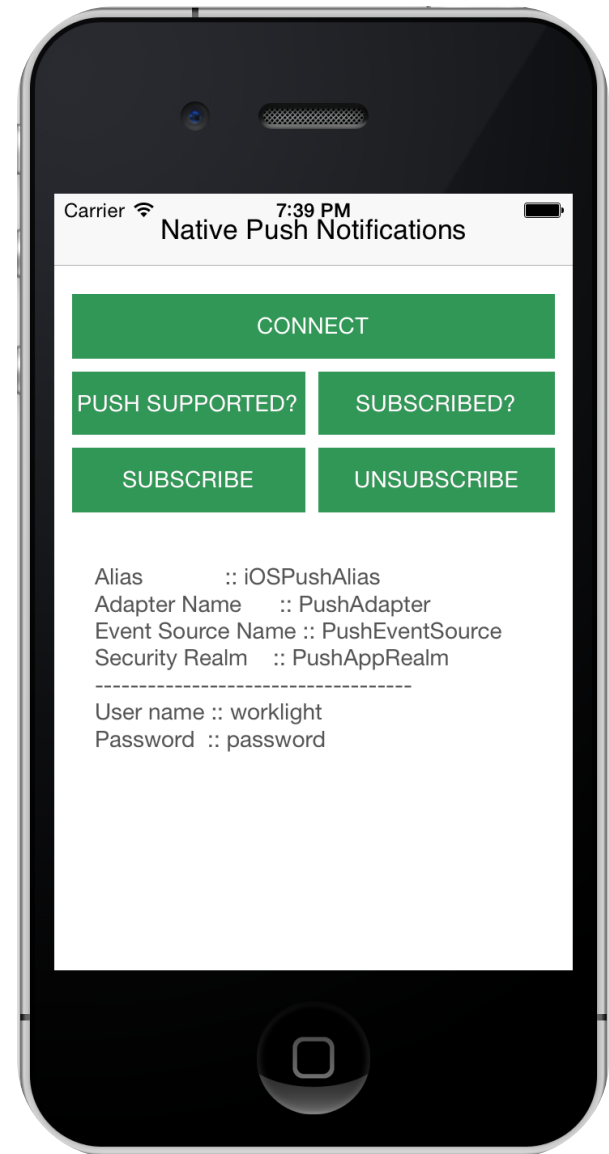 Carrier 7:39 PM
Native Push Notifications
CONNECT
PUSH SUPPORTED? SUBSCRIBED?
SUBSCRIBE UNSUBSCRIBE
Alias :: iOSPushAlias
Adapter Name :: PushAdapter
Event Source Name :: PushEventSource
Security Realm :: PushAppRealm
------------------------------------
User name :: worklight
Password :: password